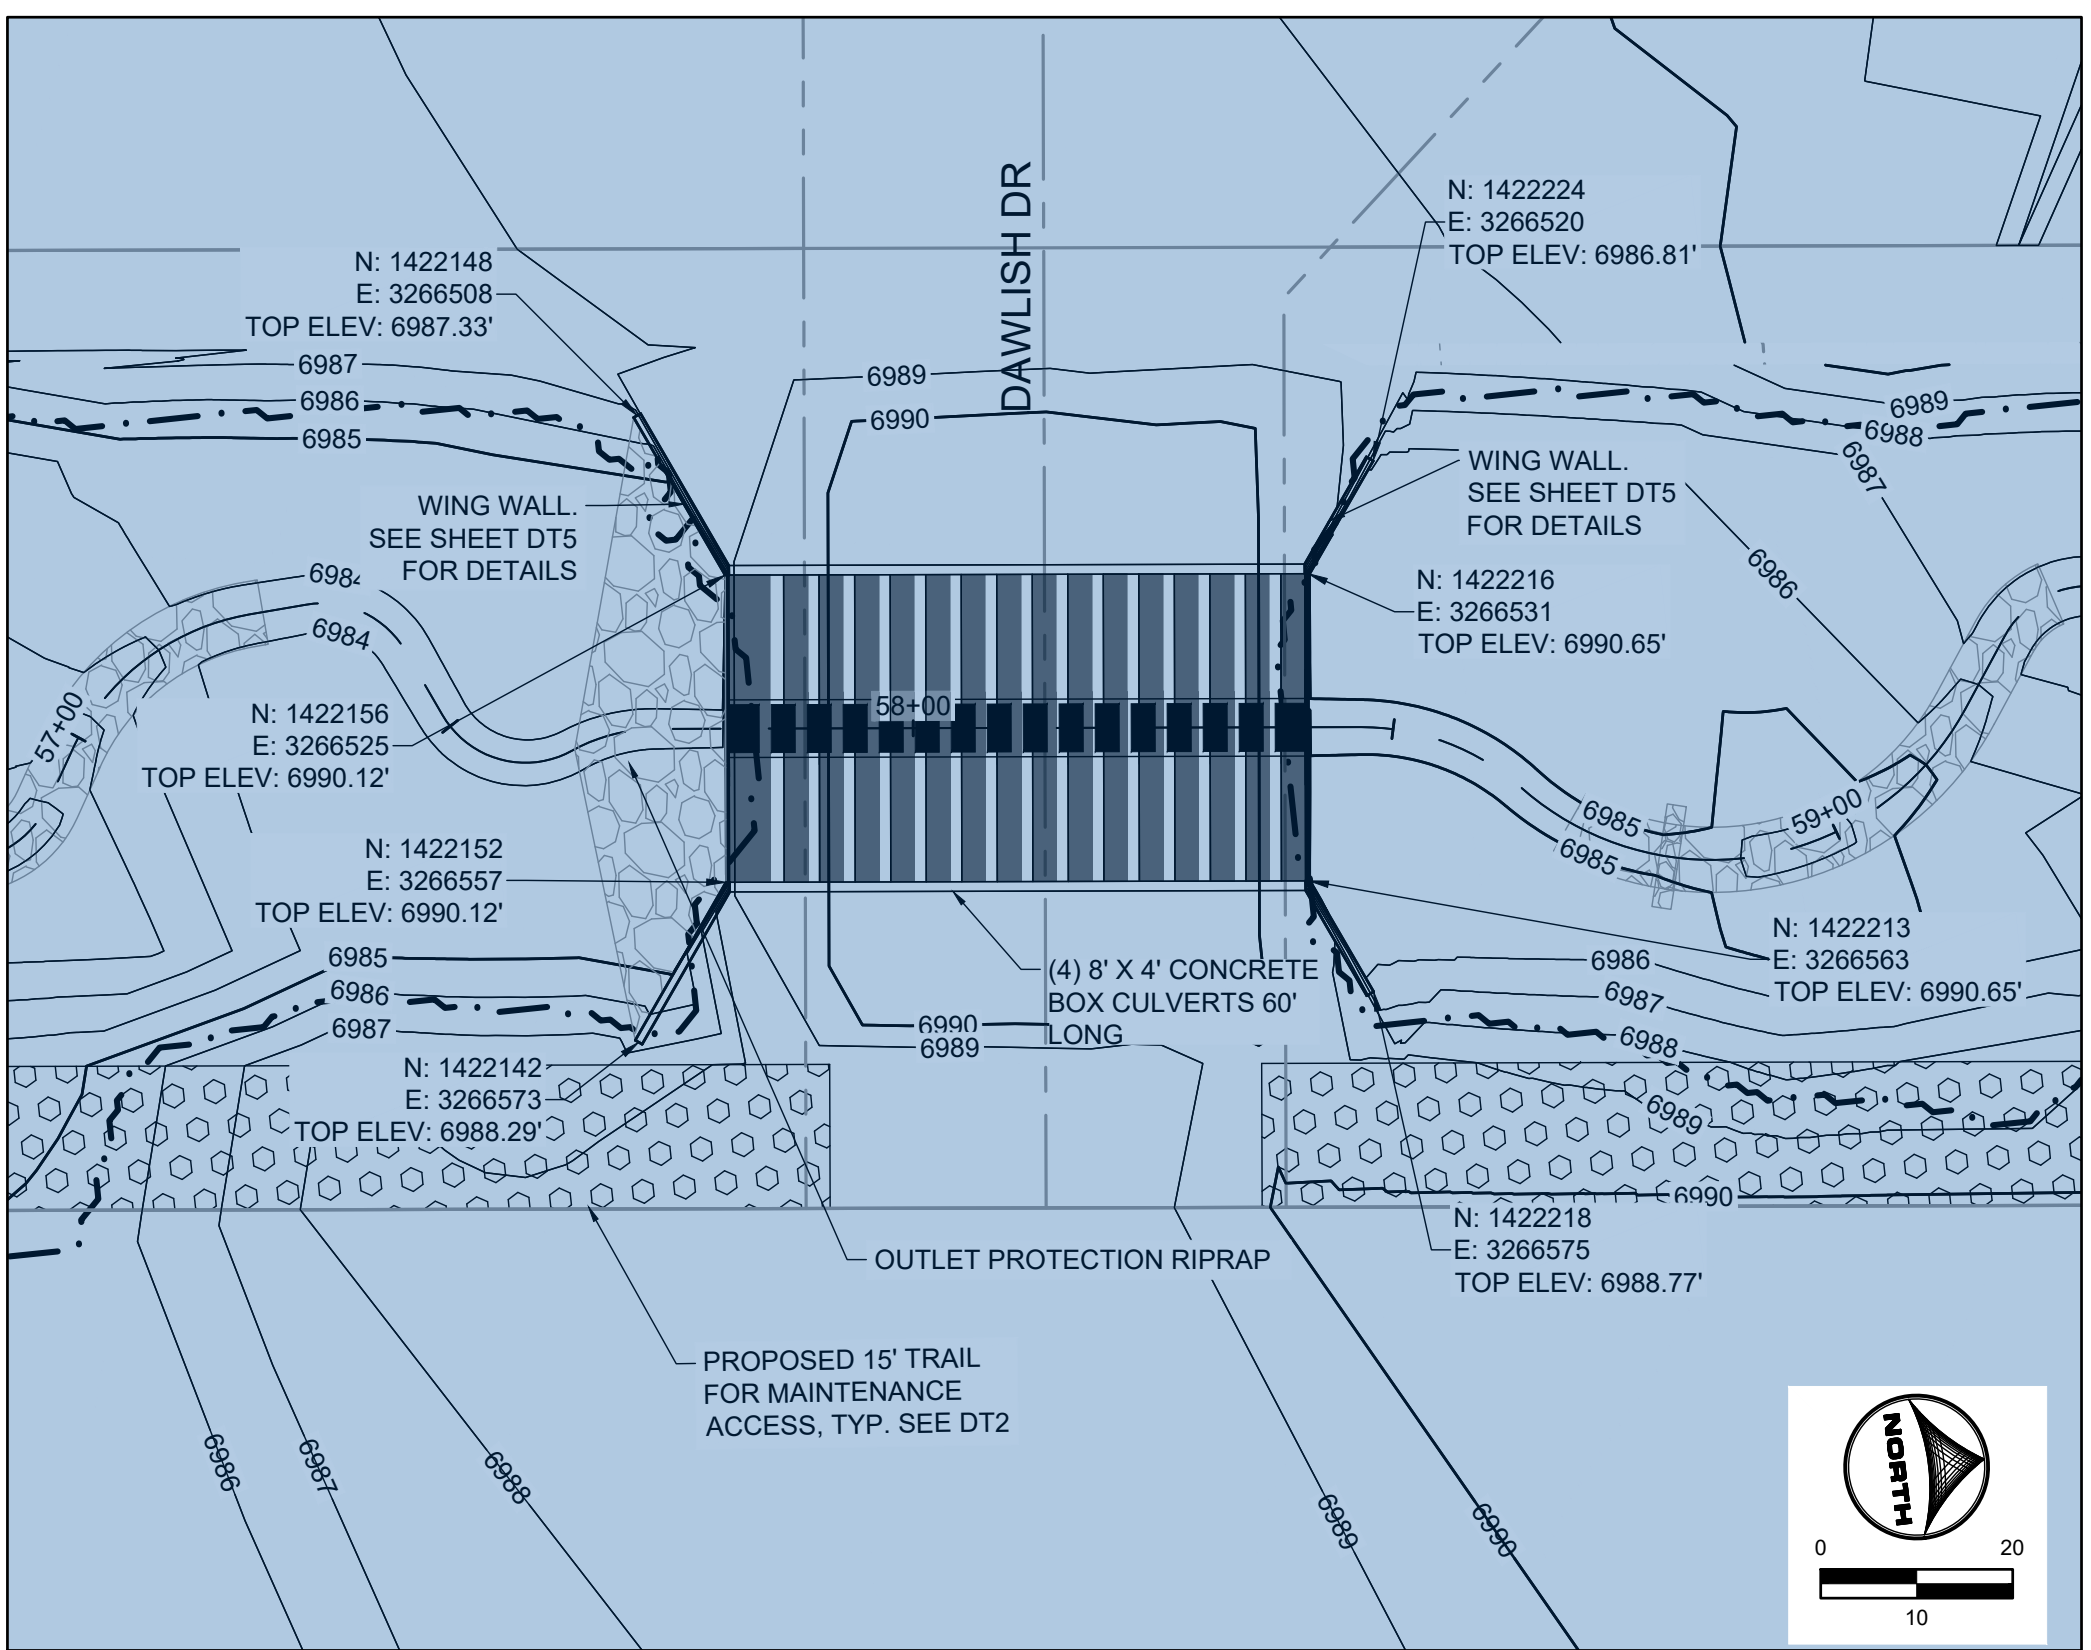 DAWLISH DR
N: 1422224
E: 3266520
TOP ELEV: 6986.81'
N: 1422148
E: 3266508
TOP ELEV: 6987.33'
6987
6986
6985
6989
6990
6989
6988
6987
WING WALL.
SEE SHEET DT5
FOR DETAILS
WING WALL.
SEE SHEET DT5
FOR DETAILS
6984
6984
6986
N: 1422216
E: 3266531
TOP ELEV: 6990.65'
57+00
58+00
N: 1422156
E: 3266525
TOP ELEV: 6990.12'
6985
6985
59+00
N: 1422152
E: 3266557
TOP ELEV: 6990.12'
N: 1422213
E: 3266563
TOP ELEV: 6990.65'
6985
6986
6987
(4) 8' X 4' CONCRETE
BOX CULVERTS 60'
LONG
6990
6989
6986
6987
6988
6989
6990
N: 1422142
E: 3266573
TOP ELEV: 6988.29'
N: 1422218
E: 3266575
TOP ELEV: 6988.77'
OUTLET PROTECTION RIPRAP
PROPOSED 15' TRAIL
FOR MAINTENANCE
ACCESS, TYP. SEE DT2
6986
6987
6988
6989
6990
NORTH
0
20
10